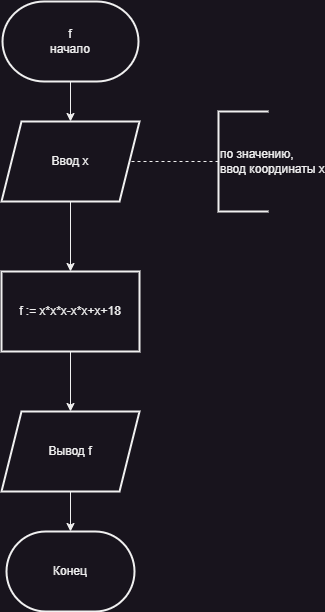 f
начало
Ввод x
по значению,
ввод координаты x
f := x*x*x-x*x+x+18
Вывод f
Конец